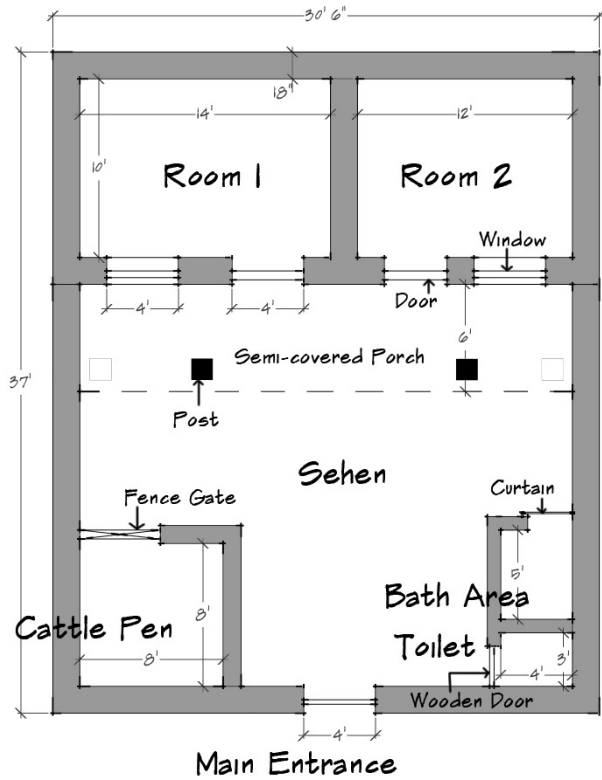 30' 6"
18"
14'
12'
10'
Room 1
Room 2
Window
4'
4'
Door
6'
Semi-covered Porch
37'
Post
Sehen
Fence Gate
Curtain
5'
Bath Area
8'
Cattle Pen
Toilet
3'
8'
4'
Wooden Door
4'
Main Entrance